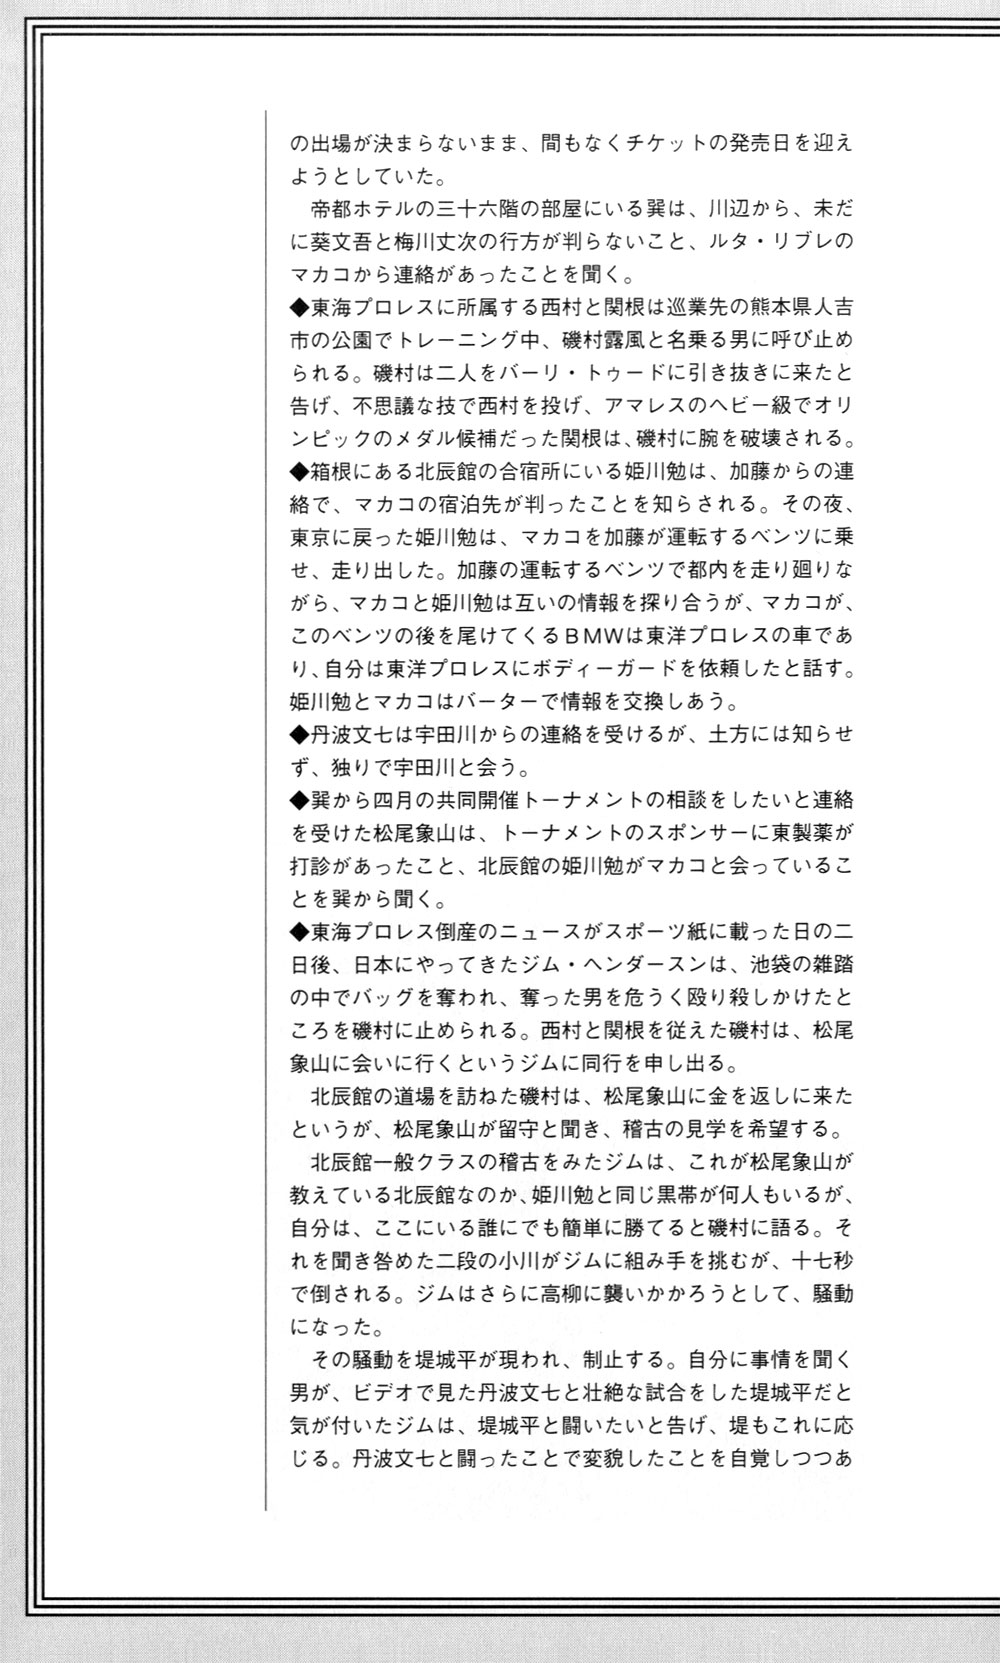 の出場が決まらないまま、間もなくチケットの発売日を迎え
ようとしていた。
　帝都ホテルの三十六階の部屋にいる巽は、川辺から、未だ
に葵文吾と梅川丈次の行方が判らないこと、ルタ・リブレの
マカコから連絡があったことを聞く。
◆東海プロレスに所属する西村と関根は巡業先の熊本県人吉
市の公園でトレーニング中、磯村露風と名乗る男に呼び止め
られる。磯村は二人をバーリ・トゥードに引き抜きに来たと
告げ、不思議な技で西村を投げ、アマレスのヘビー級でオリ
ンピックのメダル候補だった関根は、磯村に腕を破壊される。
◆箱根にある北辰館の合宿所にいる姫川勉は、加藤からの連
絡で、マカコの宿泊先が判ったことを知らされる。その夜、
東京に戻った姫川勉は、マカコを加藤が運転するベンツに乗
せ、走り出した。加藤の運転するベンツで都内を走り廻りな
がら、マカコと姫川勉は互いの情報を探り合うが、マカコが、
このベンツの後を尾けてくるＢＭＷは東洋プロレスの車であ
り、自分は東洋プロレスにボディーガードを依頼したと話す。
姫川勉とマカコはバーターで情報を交換しあう。
◆丹波文七は宇田川からの連絡を受けるが、土方には知らせ
ず、独りで宇田川と会う。
◆巽から四月の共同開催トーナメントの相談をしたいと連絡
を受けた松尾象山は、トーナメントのスポンサーに東製薬が
打診があったこと、北辰館の姫川勉がマカコと会っているこ
とを巽から聞く。
◆東海プロレス倒産のニュースがスポーツ紙に載った日の二
日後、日本にやってきたジム・ヘンダースンは、池袋の雑踏
の中でバッグを奪われ、奪った男を危うく殴り殺しかけたと
ころを磯村に止められる。西村と関根を従えた磯村は、松尾
象山に会いに行くというジムに同行を申し出る。
　北辰館の道場を訪ねた磯村は、松尾象山に金を返しに来た
というが、松尾象山が留守と聞き、稽古の見学を希望する。
　北辰館一般クラスの稽古をみたジムは、これが松尾象山が
教えている北辰館なのか、姫川勉と同じ黒帯が何人もいるが、
自分は、ここにいる誰にでも簡単に勝てると磯村に語る。そ
れを聞き咎めた二段の小川がジムに組み手を挑むが、十七秒
で倒される。ジムはさらに高柳に襲いかかろうとして、騒動
になった。
　その騒動を堤城平が現われ、制止する。自分に事情を聞く
男が、ビデオで見た丹波文七と壮絶な試合をした堤城平だと
気が付いたジムは、堤城平と闘いたいと告げ、堤もこれに応
じる。丹波文七と闘ったことで変貌したことを自覚しつつあ